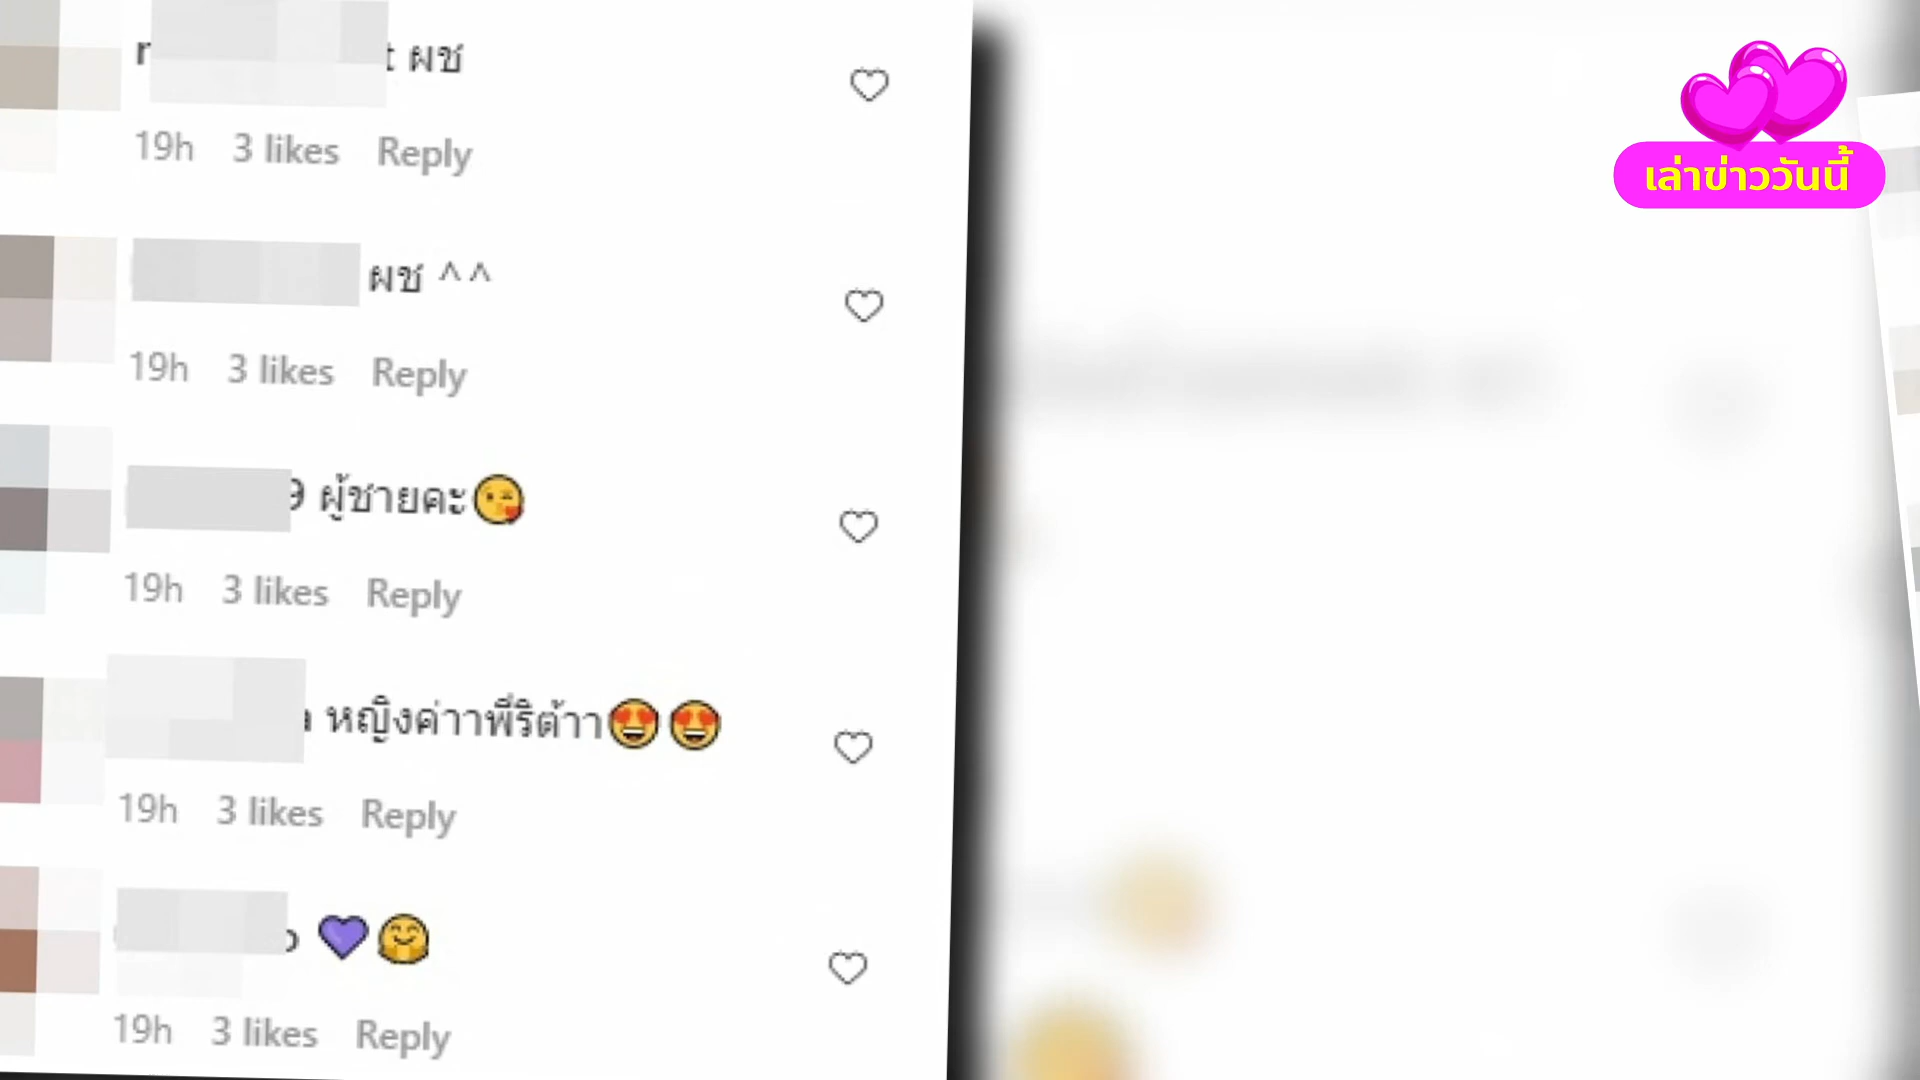 ผช
19h 3 likes Reply
ผช ^^
19h 3 likes Reply
9 ผู้ชายคะ😘
19h 3 likes Reply
หญิงค่าาพี่ริต้าา😍😍
19h 3 likes Reply
💜🤗
19h 3 likes Reply
เล่าข่าววันนี้